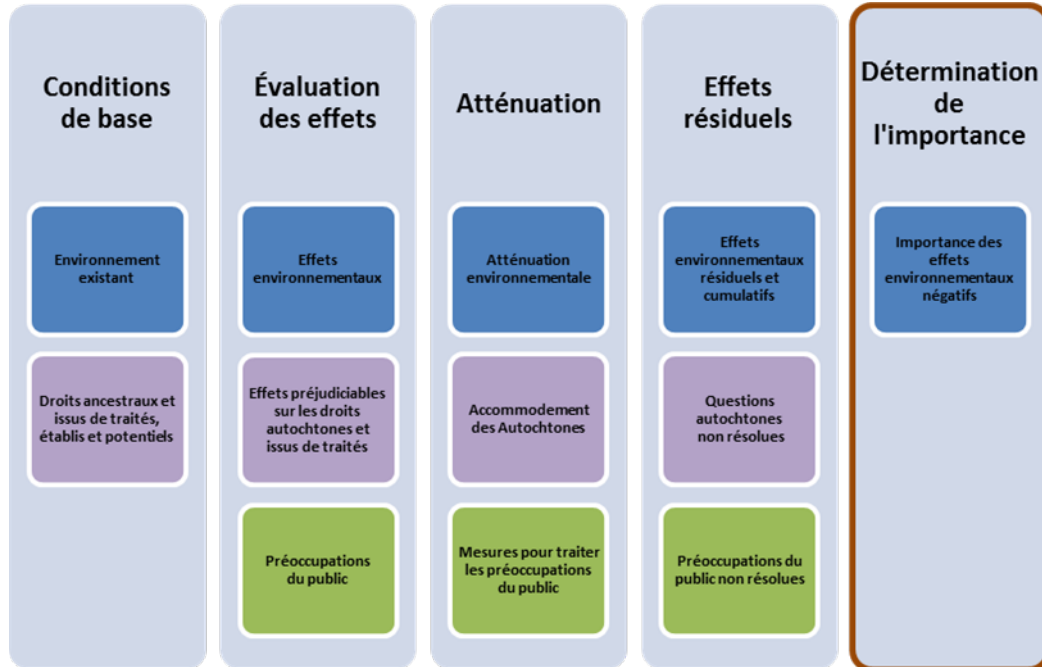 Conditions
de base
Environnement
existant
Droits ancestraux et
issus de traités,
établis et potentiels
Évaluation
des effets
Effets
environnementaux
Effets préjudiciables
sur les droits
autochtones et
issus de traités
Préoccupations
du public
Atténuation
Atténuation
environnementale
Accommodement
des Autochtones
Mesures pour traiter
les préoccupations
du public
Effets
résiduels
Effets
environnementaux
résiduels et
cumulatifs
Questions
autochtones
non résolues
Préoccupations du
public non résolues
Détermination
de
l'importance
Importance des
effets
environnementaux
négatifs